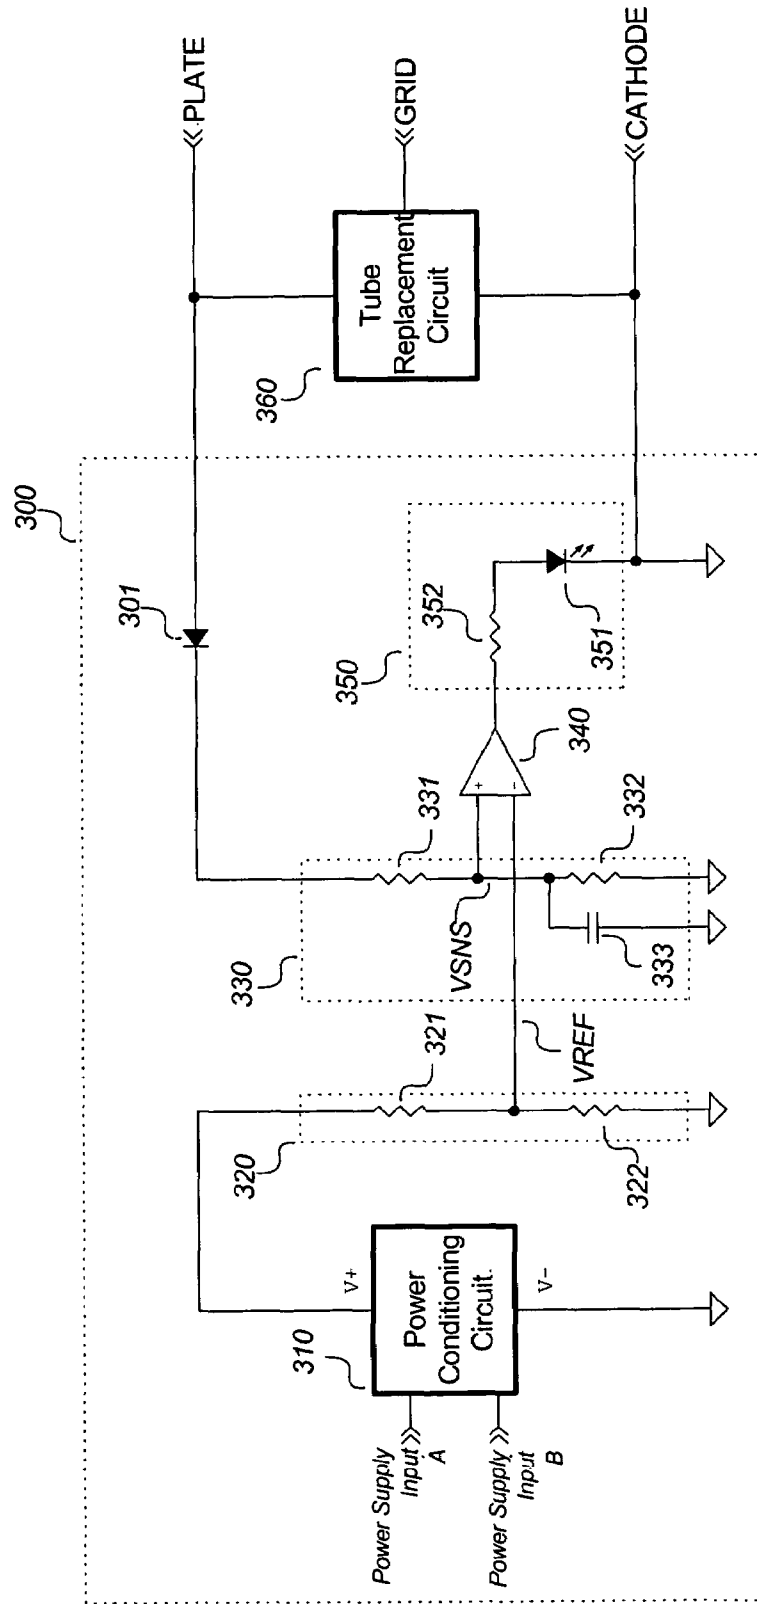 300
301
PLATE
GRID
CATHODE
Tube
Replacement
Circuit
360
350
352
351
340
331
332
333
330
VSNS
VREF
321
320
322
V+
V-
Power
Conditioning
Circuit.
310
Power Supply
Input
A
Power Supply
Input
B